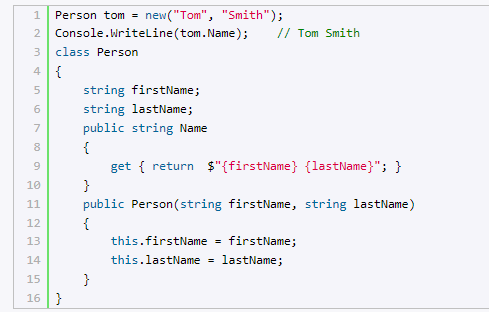 1 Person tom = new("Tom", "Smith");
2 Console.WriteLine(tom.Name);    // Tom Smith
3 class Person
4 {
5     string firstName;
6     string lastName;
7     public string Name
8     {
9         get { return  $"{firstName} {lastName}"; }
10     }
11     public Person(string firstName, string lastName)
12     {
13         this.firstName = firstName;
14         this.lastName = lastName;
15     }
16 }